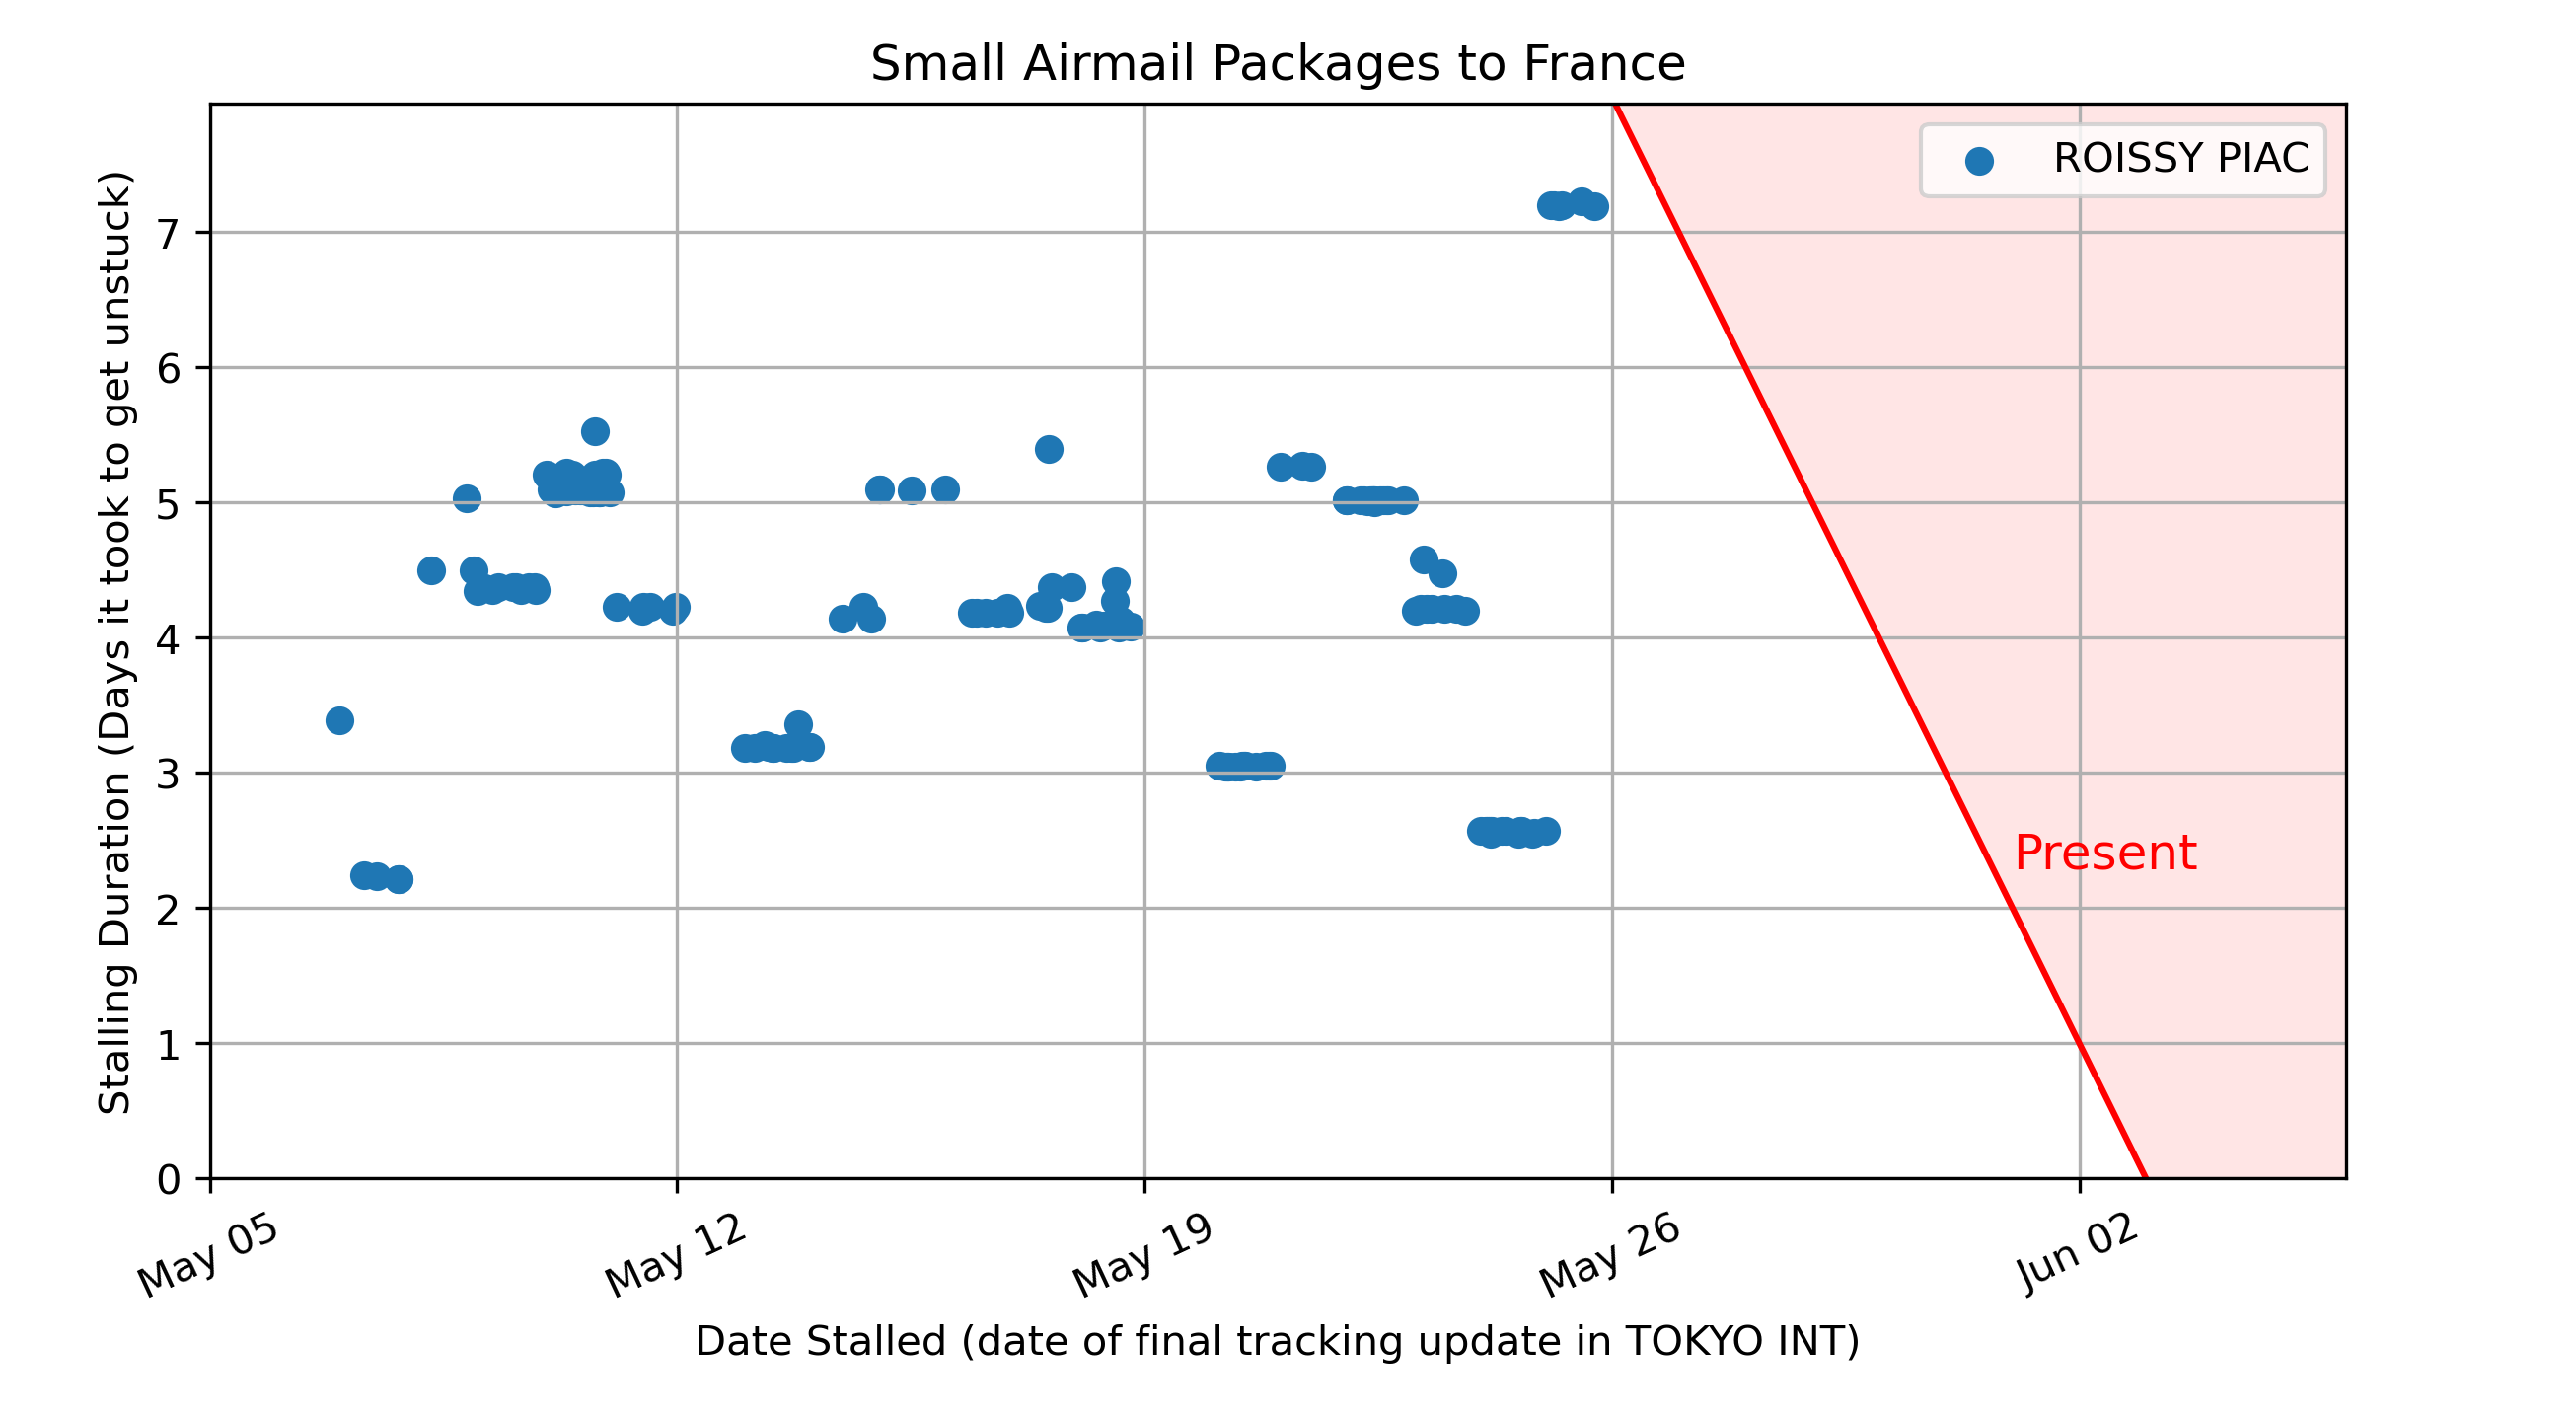 Small Airmail Packages to France
Stalling Duration (Days it took to get unstuck)
7
6
5
4
3
2
1
0
ROISSY PIAC
Present
May 05
May 12
May 19
May 26
Jun 02
Date Stalled (date of final tracking update in TOKYO INT)